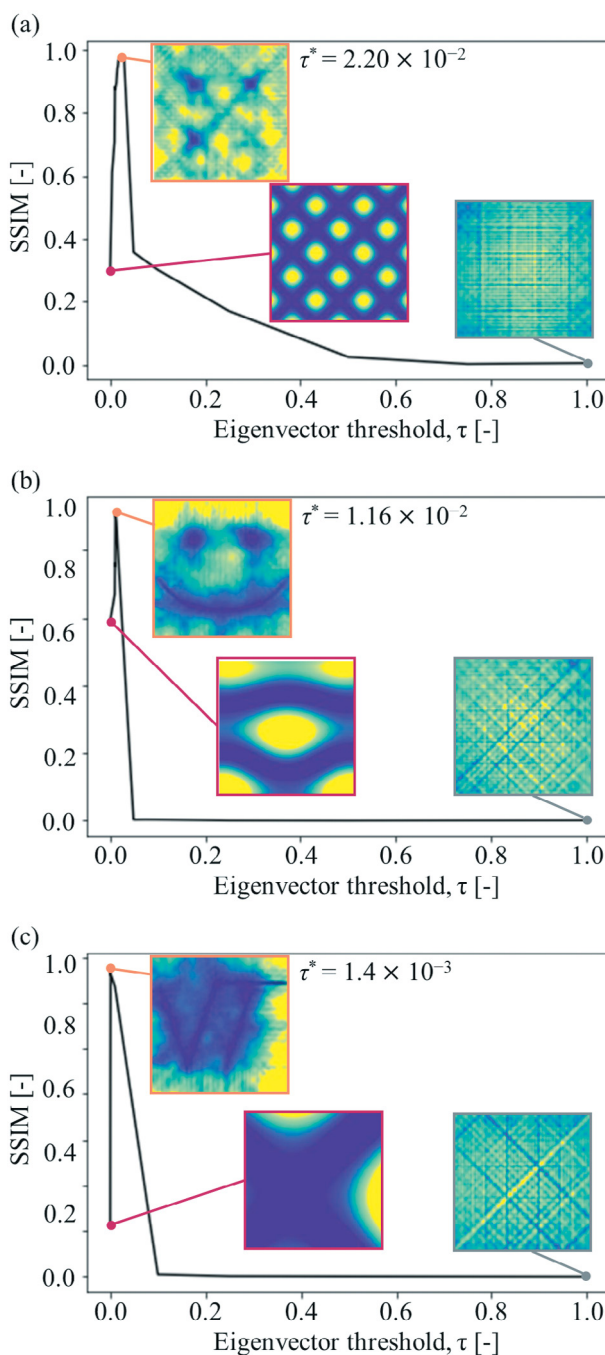 (a)
1.0
0.8
0.6
0.4
0.2
0.0
SSIM [-]
τ* = 2.20 × 10⁻²
0.0 0.2 0.4 0.6 0.8 1.0
Eigenvector threshold, τ [-]
(b)
1.0
0.8
0.6
0.4
0.2
0.0
SSIM [-]
τ* = 1.16 × 10⁻²
0.0 0.2 0.4 0.6 0.8 1.0
Eigenvector threshold, τ [-]
(c)
1.0
0.8
0.6
0.4
0.2
0.0
SSIM [-]
τ* = 1.4 × 10⁻³
0.0 0.2 0.4 0.6 0.8 1.0
Eigenvector threshold, τ [-]